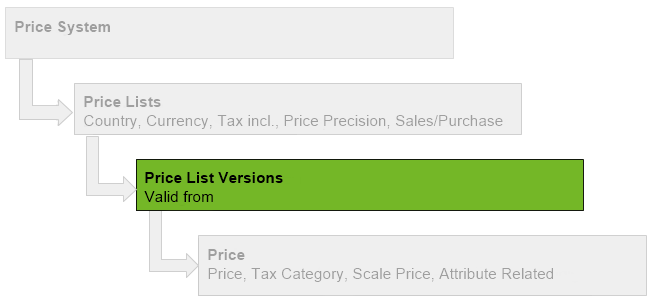 Price System
Price Lists
Country, Currency, Tax incl., Price Precision, Sales/Purchase
Price List Versions
Valid from
Price
Price, Tax Category, Scale Price, Attribute Related